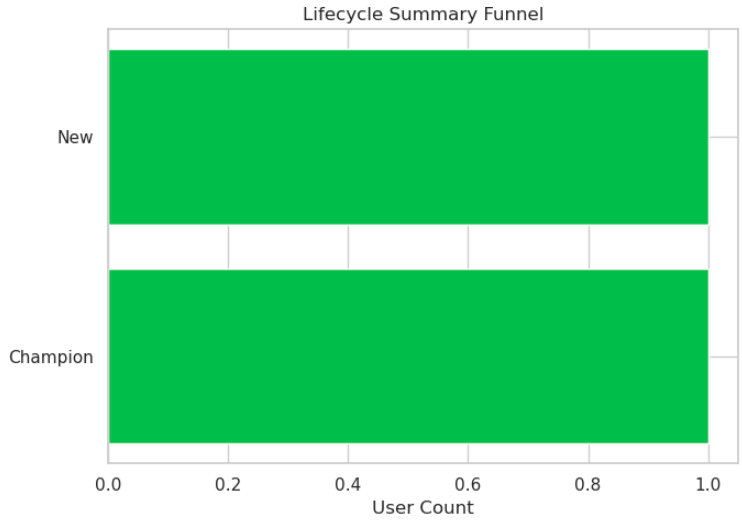 Lifecycle Summary Funnel
New
Champion
0.0 0.2 0.4 0.6 0.8 1.0
User Count